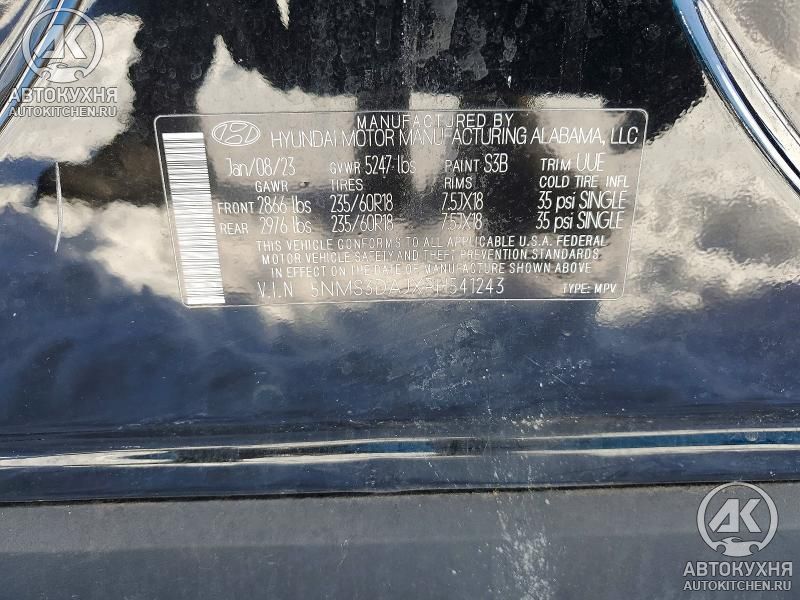 АК
АВТОКУХНЯ
AUTOKITCHEN.RU
MANUFACTURED BY
HYUNDAI MOTOR MANUFACTURING ALABAMA, LLC
Jan/08/23 GVWR 5247 lbs PAINT S3B TRIM UUE
GAWR TIRES RIMS COLD TIRE INFL
FRONT 2866 lbs 235/60R18 7.5JX18 35 psi SINGLE
REAR 2976 lbs 235/60R18 7.5JX18 35 psi SINGLE
THIS VEHICLE CONFORMS TO ALL APPLICABLE U.S.A. FEDERAL
MOTOR VEHICLE SAFETY AND THEFT PREVENTION STANDARDS
IN EFFECT ON THE DATE OF MANUFACTURE SHOWN ABOVE
V.I.N TYPE: MPV
АК
АВТОКУХНЯ
AUTOKITCHEN.RU